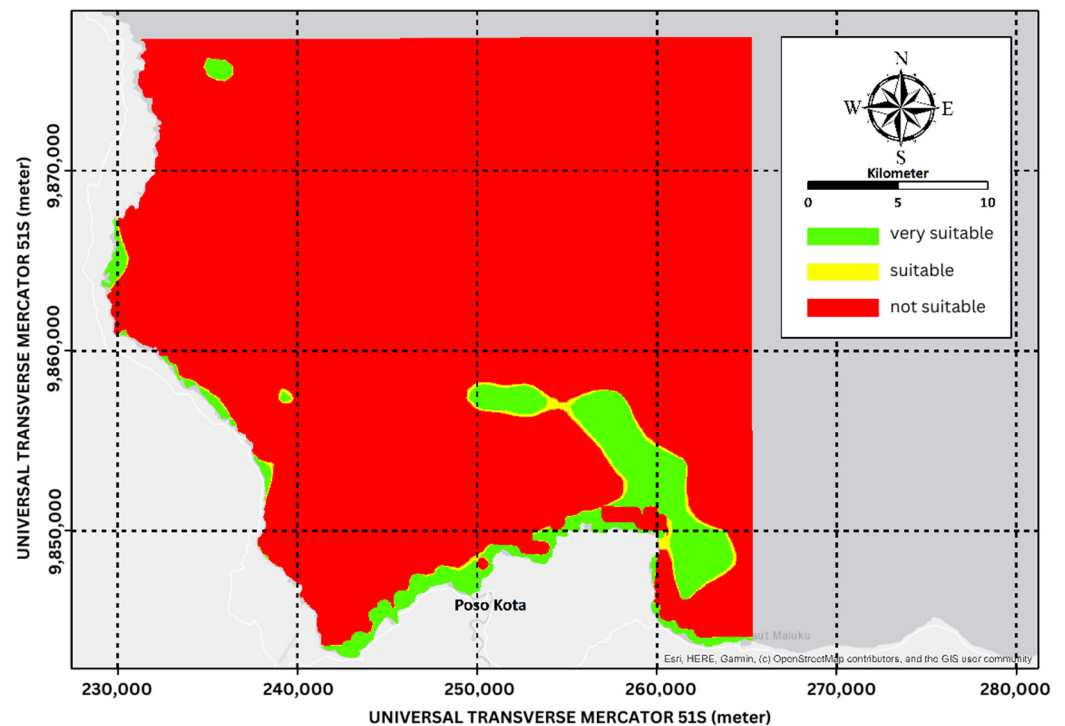 N
W E
S
Kilometer
0 5 10
very suitable
suitable
not suitable
9,870,000
9,860,000
9,850,000
UNIVERSAL TRANSVERSE MERCATOR 51S (meter)
Poso Kota
aut Maluku
Esri, HERE, Garmin, (c) OpenStreetMap contributors, and the GIS user community
230,000 240,000 250,000 260,000 270,000 280,000
UNIVERSAL TRANSVERSE MERCATOR 51S (meter)